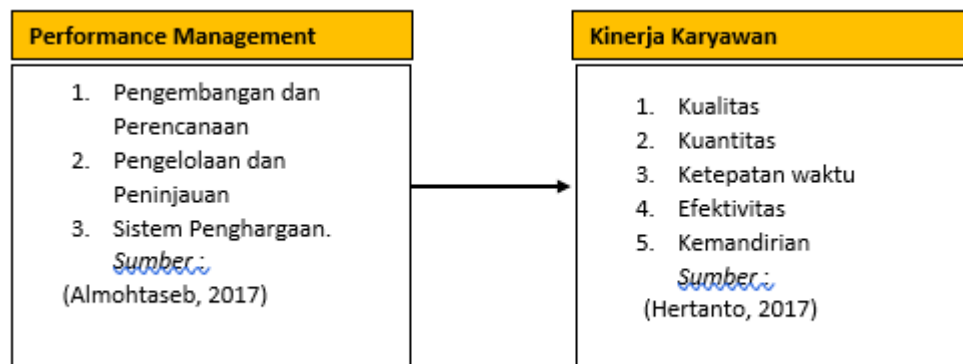 Performance Management
1. Pengembangan dan
Perencanaan
2. Pengelolaan dan
Peninjauan
3. Sistem Penghargaan.
Sumber :
(Almohtaseb, 2017)
Kinerja Karyawan
1. Kualitas
2. Kuantitas
3. Ketepatan waktu
4. Efektivitas
5. Kemandirian
Sumber :
(Hertanto, 2017)